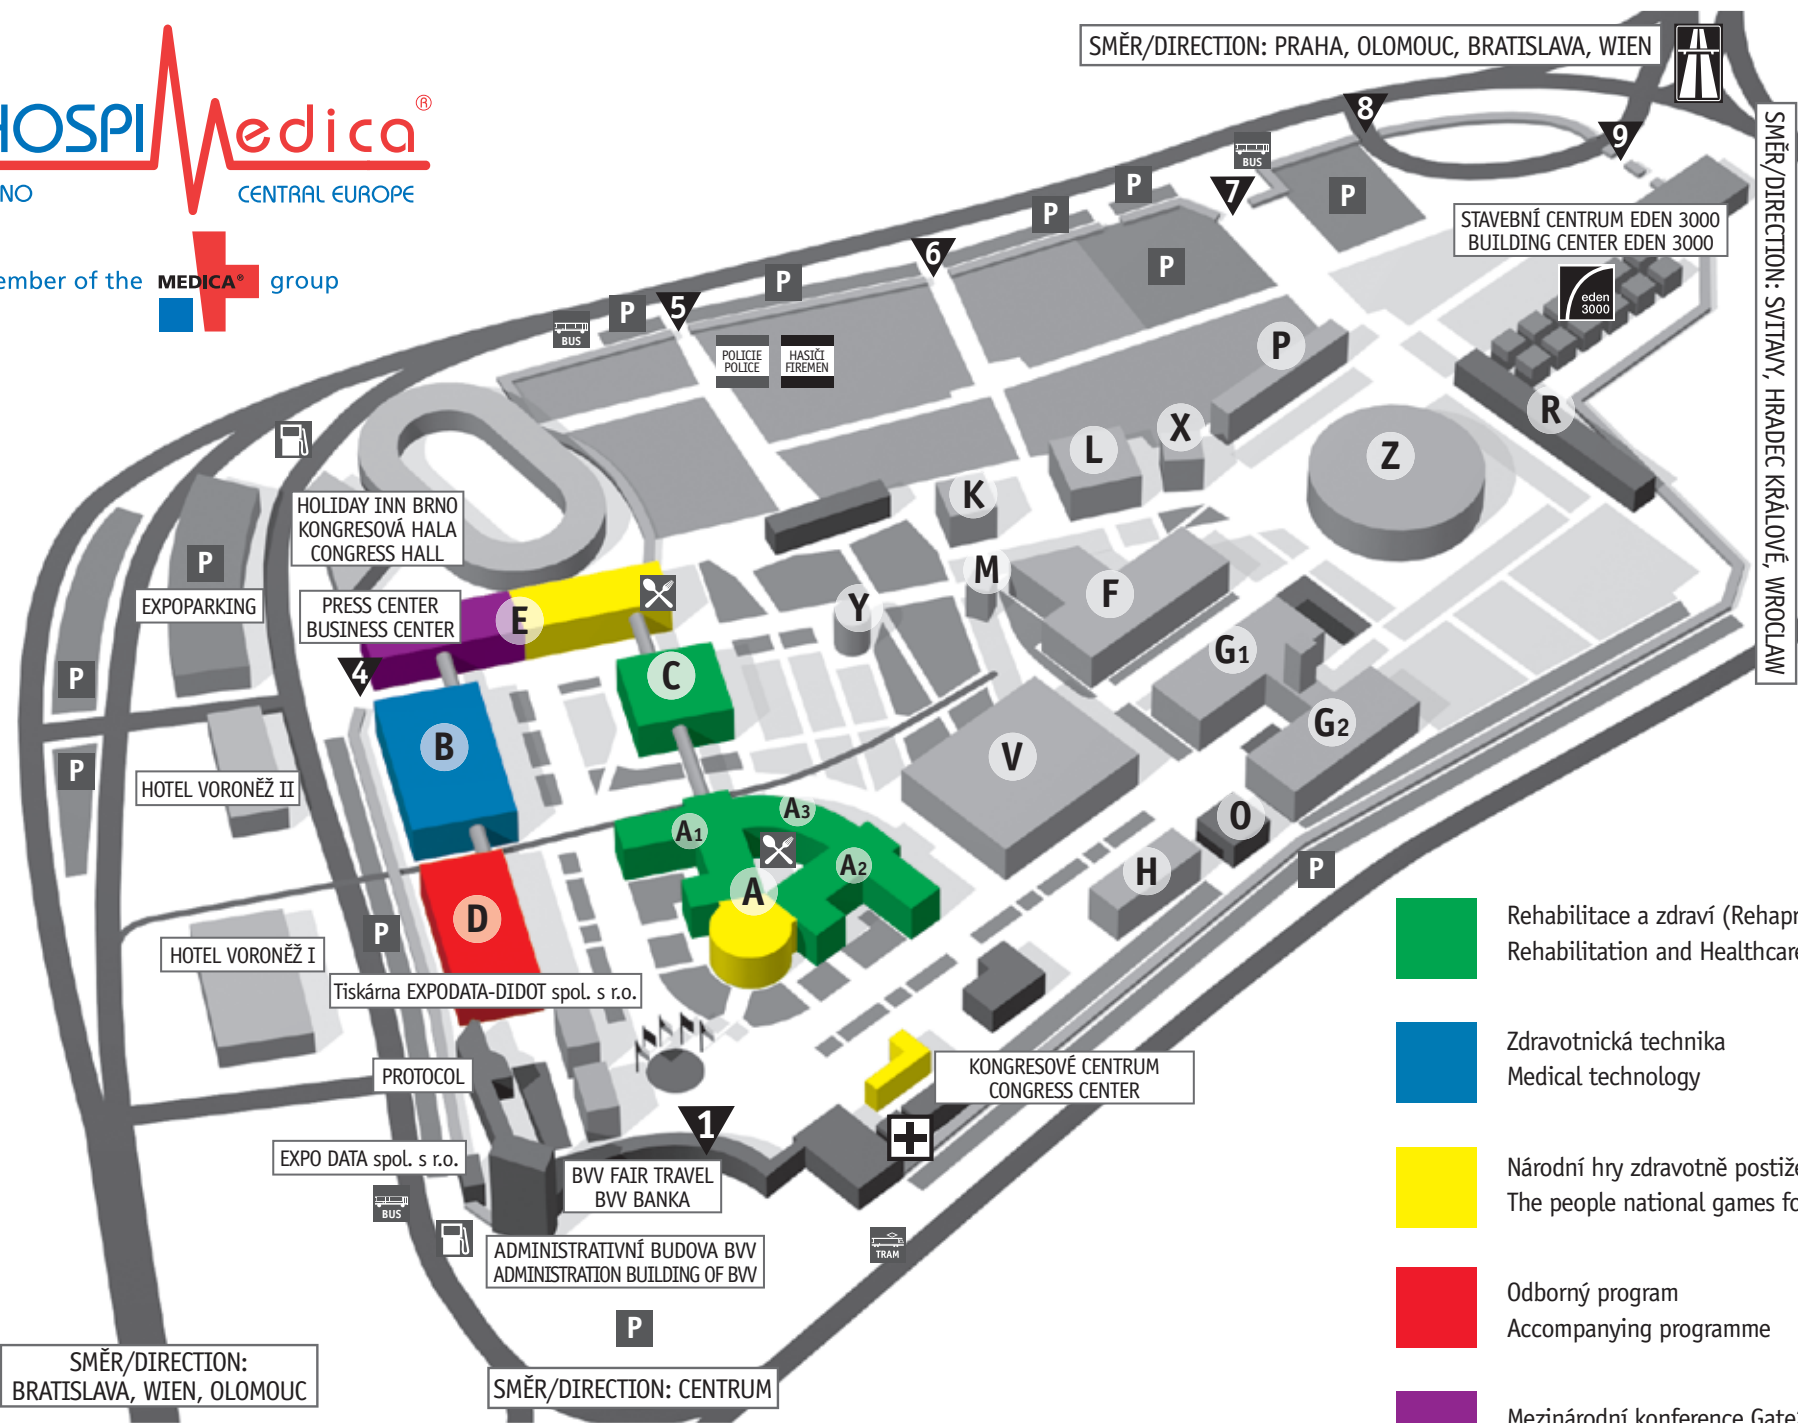 HOSPIMedica®
CENTRAL EUROPE
member of the MEDICA® group
SMĚR/DIRECTION: PRAHA, OLOMOUC, BRATISLAVA, WIEN
SMĚR/DIRECTION: SVITAVY, HRADEC KRÁLOVÉ, WROCLAW
8
9
BUS
7
P
P
P
STAVEBNÍ CENTRUM EDEN 3000
BUILDING CENTER EDEN 3000
6
P
P
5
P
BUS
eden
3000
POLICIE
POLICE
HASIČI
FIREMEN
P
R
X
L
Z
K
HOLIDAY INN BRNO
KONGRESOVÁ HALA
CONGRESS HALL
P
EXPOPARKING
PRESS CENTER
BUSINESS CENTER
E
M
F
Y
4
P
C
G1
G2
B
V
P
HOTEL VORONĚŽ II
A3
A1
A2
O
H
P
A
D
P
HOTEL VORONĚŽ I
Tiskárna EXPODATA-DIDOT spol. s r.o.
PROTOCOL
KONGRESOVÉ CENTRUM
CONGRESS CENTER
1
EXPO DATA spol. s r.o.
BVV FAIR TRAVEL
BVV BANKA
BUS
TRAM
ADMINISTRATIVNÍ BUDOVA BVV
ADMINISTRATION BUILDING OF BVV
P
SMĚR/DIRECTION:
BRATISLAVA, WIEN, OLOMOUC
SMĚR/DIRECTION: CENTRUM
Rehabilitace a zdraví
Rehabilitation and Healthcare
Zdravotnická technika
Medical technology
Národní hry zdravotně
The people national games
Odborný program
Accompanying programme
Mezinárodní konference